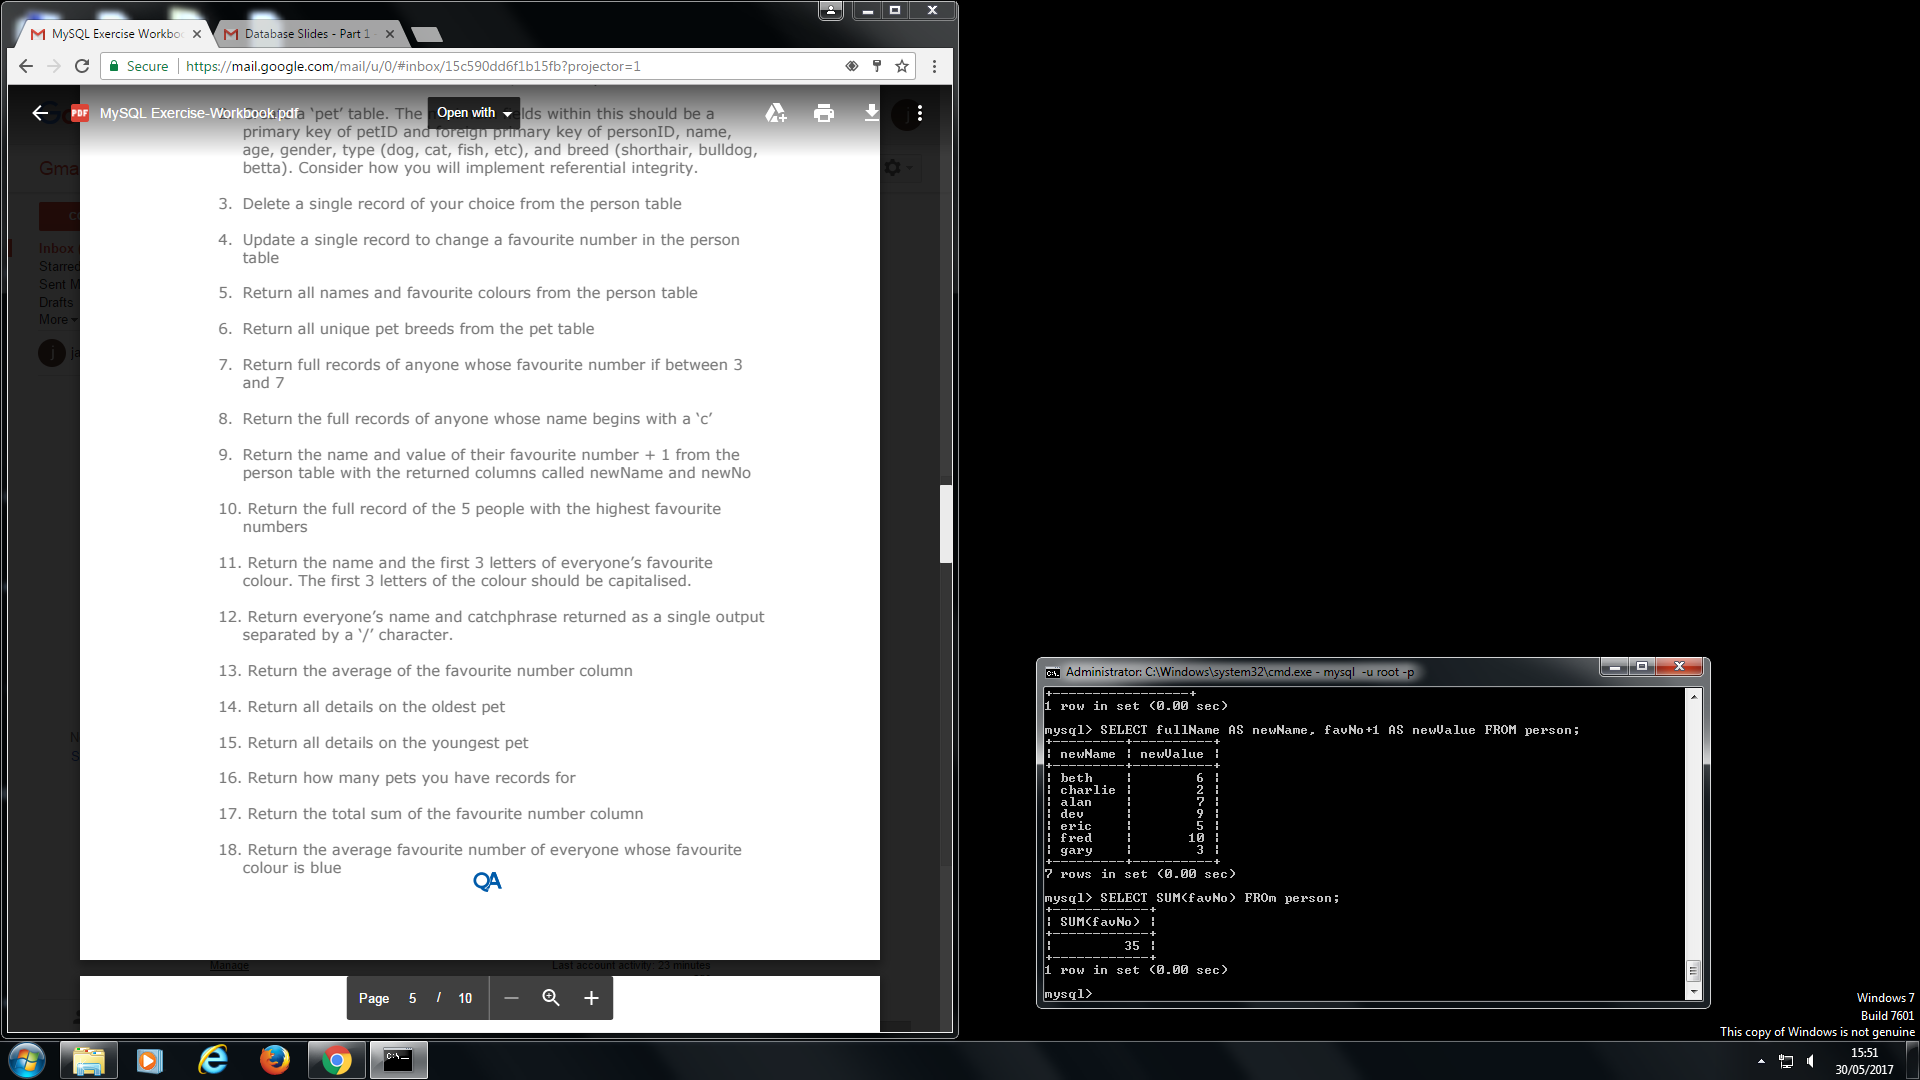 MySQL Exercise Workbo
Database Slides - Part 1
Secure
https://mail.google.com/mail/u/0/#inbox/15c590dd6f1b15fb?projector=1
PDF
MySQL Exercise-Workbook.pdf
Open with
a 'pet' table. The
fields within this should be a
primary key of petID and foreign primary key of personID, name,
age, gender, type (dog, cat, fish, etc), and breed (shorthair, bulldog,
betta). Consider how you will implement referential integrity.
3. Delete a single record of your choice from the person table
4. Update a single record to change a favourite number in the person
table
5. Return all names and favourite colours from the person table
6. Return all unique pet breeds from the pet table
7. Return full records of anyone whose favourite number if between 3
and 7
8. Return the full records of anyone whose name begins with a 'c'
9. Return the name and value of their favourite number + 1 from the
person table with the returned columns called newName and newNo
10. Return the full record of the 5 people with the highest favourite
numbers
11. Return the name and the first 3 letters of everyone's favourite
colour. The first 3 letters of the colour should be capitalised.
12. Return everyone's name and catchphrase returned as a single output
separated by a '/' character.
13. Return the average of the favourite number column
14. Return all details on the oldest pet
15. Return all details on the youngest pet
16. Return how many pets you have records for
17. Return the total sum of the favourite number column
18. Return the average favourite number of everyone whose favourite
colour is blue
QA
Gma
Inbox
Starred
Sent M
Drafts
More
j
ja
j
Manage
Last account activity: 23 minutes
Page 5 / 10
Administrator: C:\Windows\system32\cmd.exe - mysql -u root -p
+-----------------+
1 row in set (0.00 sec)
mysql> SELECT fullName AS newName, favNo+1 AS newValue FROM person;
+---------+----------+
| newName | newValue |
+---------+----------+
| beth    |        6 |
| charlie |        2 |
| alan    |        7 |
| dev     |        9 |
| eric    |        5 |
| fred    |       10 |
| gary    |        3 |
+---------+----------+
7 rows in set (0.00 sec)
mysql> SELECT SUM(favNo) FROm person;
+------------+
| SUM(favNo) |
+------------+
|         35 |
+------------+
1 row in set (0.00 sec)
mysql>
Windows 7
Build 7601
This copy of Windows is not genuine
C:\_
15:51
30/05/2017